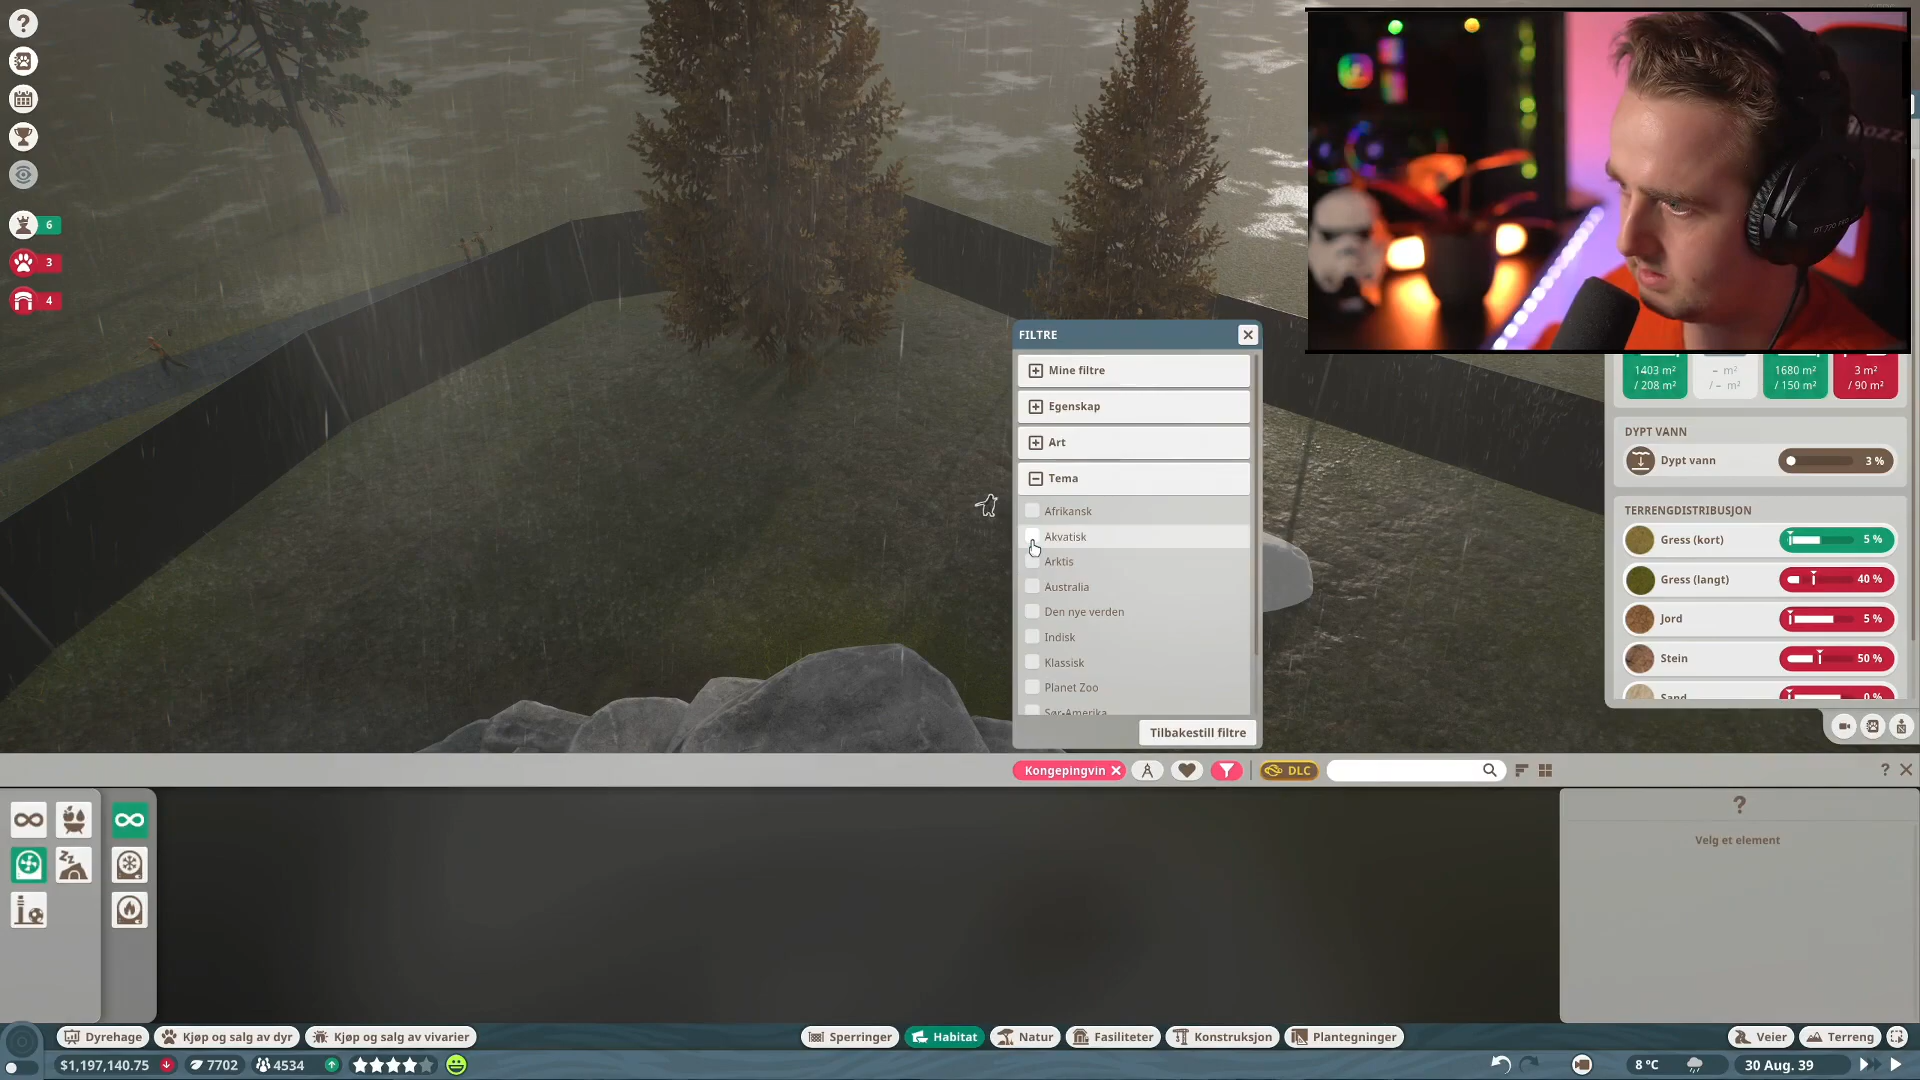 6
3
4
FILTRE
Mine filtre
Egenskap
Art
Tema
Afrikansk
Akvatisk
Arktis
Australia
Den nye verden
Indisk
Klassisk
Planet Zoo
Sør-Amerika
Tilbakestill filtre
1403 m²
/ 208 m²
– m²
/ – m²
1680 m²
/ 150 m²
3 m²
/ 90 m²
DYPT VANN
Dypt vann 3 %
TERRENGDISTRIBUSJON
Gress (kort) 5 %
Gress (langt) 40 %
Jord 5 %
Stein 50 %
Sand 0 %
Kongepingvin
DLC
?
Velg et element
Dyrehage
Kjøp og salg av dyr
Kjøp og salg av vivarier
Sperringer
Habitat
Natur
Fasiliteter
Konstruksjon
Plantegninger
Veier
Terreng
$1,197,140.75
7702
4534
8 °C
30 Aug. 39